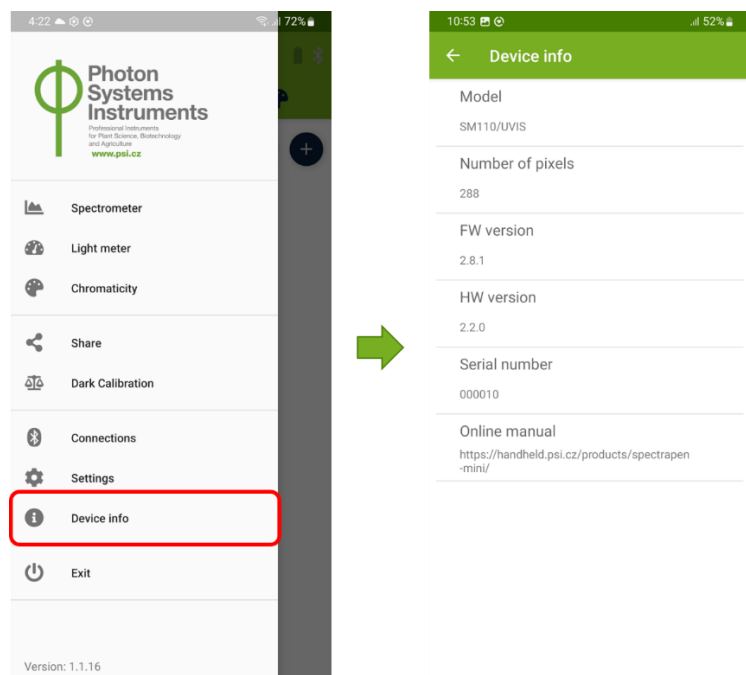 4:22
72%
Photon
Systems
Instruments
Professional Instruments
for Plant Science, Biotechnology
and Agriculture
www.psi.cz
Spectrometer
Light meter
Chromaticity
Share
Dark Calibration
Connections
Settings
Device info
Exit
Version: 1.1.16
10:53
52%
Device info
Model
SM110/UVIS
Number of pixels
288
FW version
2.8.1
HW version
2.2.0
Serial number
000010
Online manual
https://handheld.psi.cz/products/spectrapen
-mini/